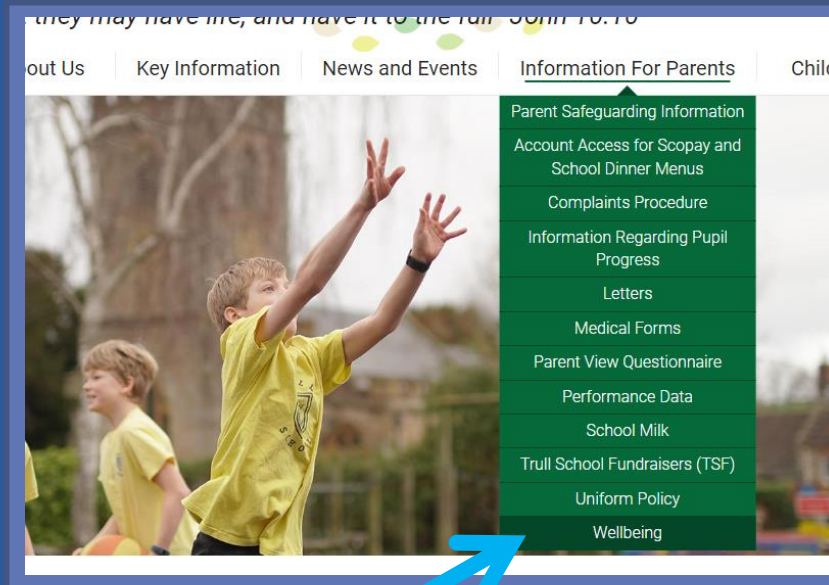 they may have life, and have it to the full" John 10:10
out Us
Key Information
News and Events
Information For Parents
Parent Safeguarding Information
Account Access for Scopay and
School Dinner Menus
Complaints Procedure
Information Regarding Pupil
Progress
Letters
Medical Forms
Parent View Questionnaire
Performance Data
School Milk
Trull School Fundraisers (TSF)
Uniform Policy
Wellbeing